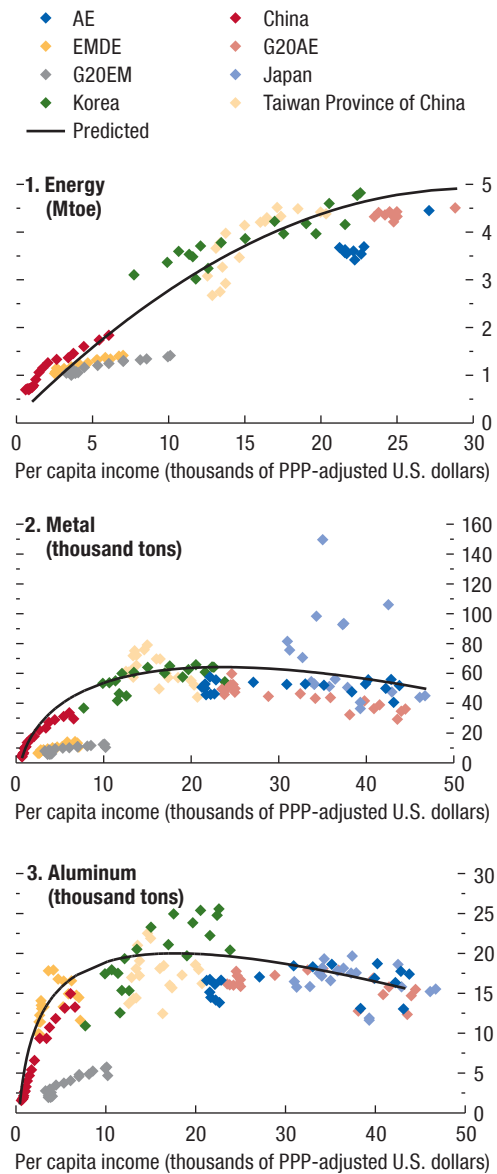 AE
China
EMDE
G20AE
G20EM
Japan
Korea
Taiwan Province of China
Predicted
1. Energy
(Mtoe)
5
4
3
2
1
0
0 5 10 15 20 25 30
Per capita income (thousands of PPP-adjusted U.S. dollars)
2. Metal
(thousand tons)
160
140
120
100
80
60
40
20
0
0 10 20 30 40 50
Per capita income (thousands of PPP-adjusted U.S. dollars)
3. Aluminum
(thousand tons)
30
25
20
15
10
5
0
0 10 20 30 40 50
Per capita income (thousands of PPP-adjusted U.S. dollars)